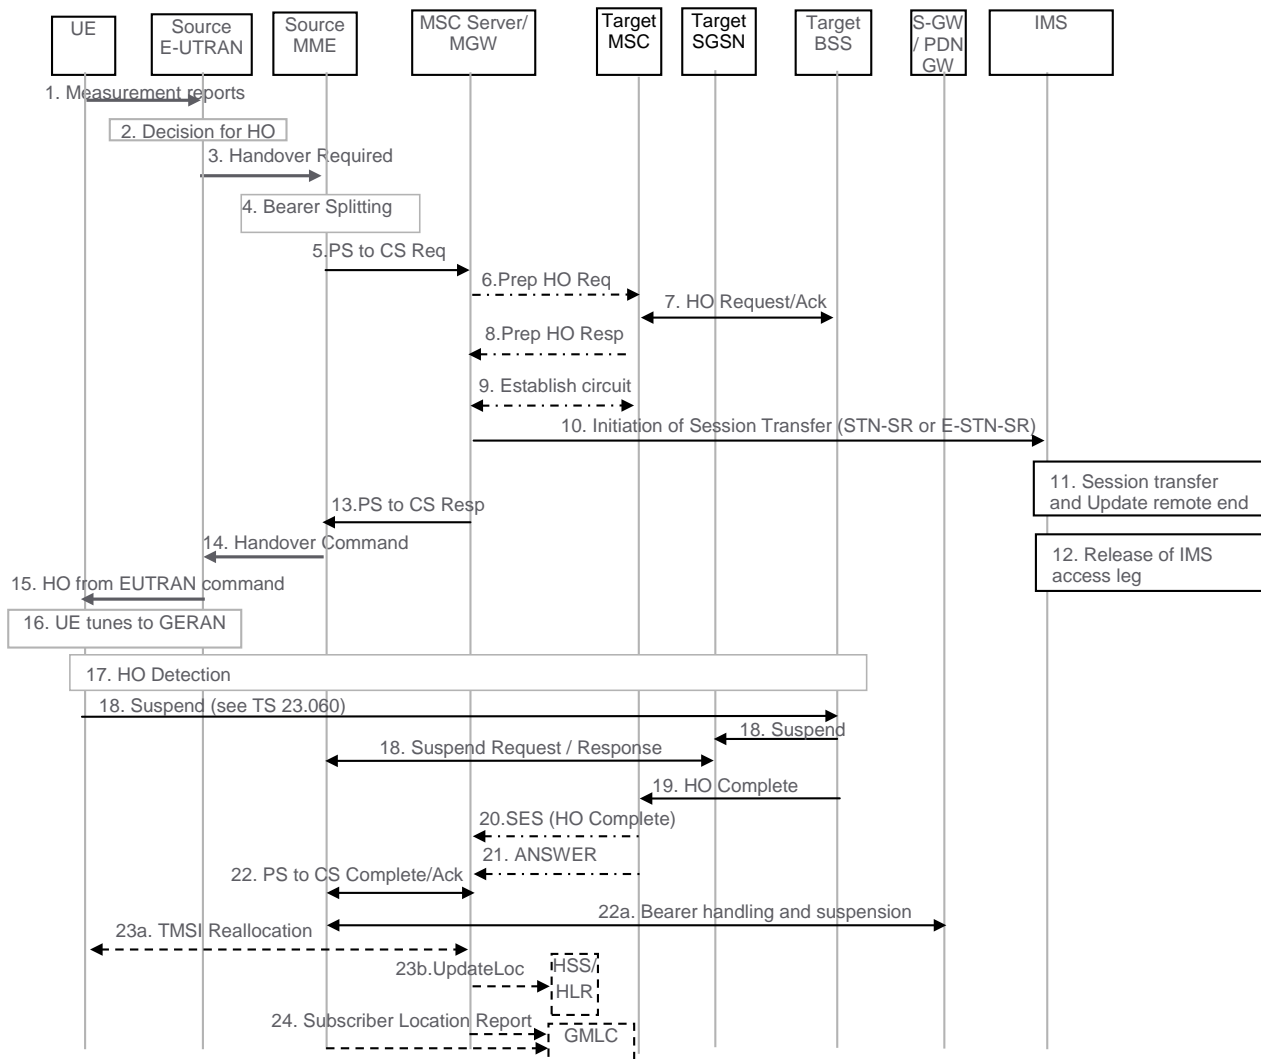 UE
Source
E-UTRAN
Source
MME
MSC Server/
MGW
Target
MSC
Target
SGSN
Target
BSS
S-GW
/ PDN
GW
IMS
1. Measurement reports
2. Decision for HO
3. Handover Required
4. Bearer Splitting
5.PS to CS Req
6.Prep HO Req
7. HO Request/Ack
8.Prep HO Resp
9. Establish circuit
10. Initiation of Session Transfer (STN-SR or E-STN-SR)
11. Session transfer
and Update remote end
13.PS to CS Resp
14. Handover Command
12. Release of IMS
access leg
15. HO from EUTRAN command
16. UE tunes to GERAN
17. HO Detection
18. Suspend (see TS 23.060)
18. Suspend
18. Suspend Request / Response
19. HO Complete
20.SES (HO Complete)
21. ANSWER
22. PS to CS Complete/Ack
22a. Bearer handling and suspension
23a. TMSI Reallocation
23b.UpdateLoc
HSS/
HLR
24. Subscriber Location Report
GMLC